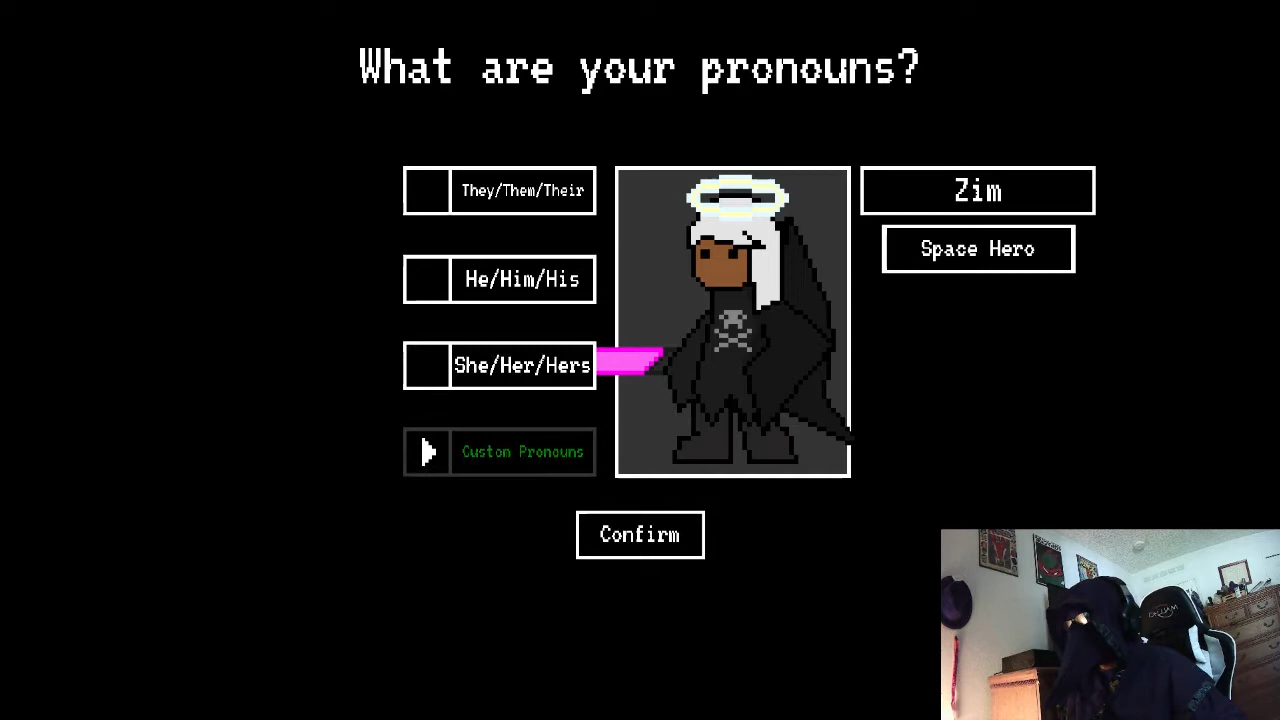 What are your pronouns?
They/Them/Their
He/Him/His
She/Her/Hers
Custom Pronouns
Zim
Space Hero
Confirm